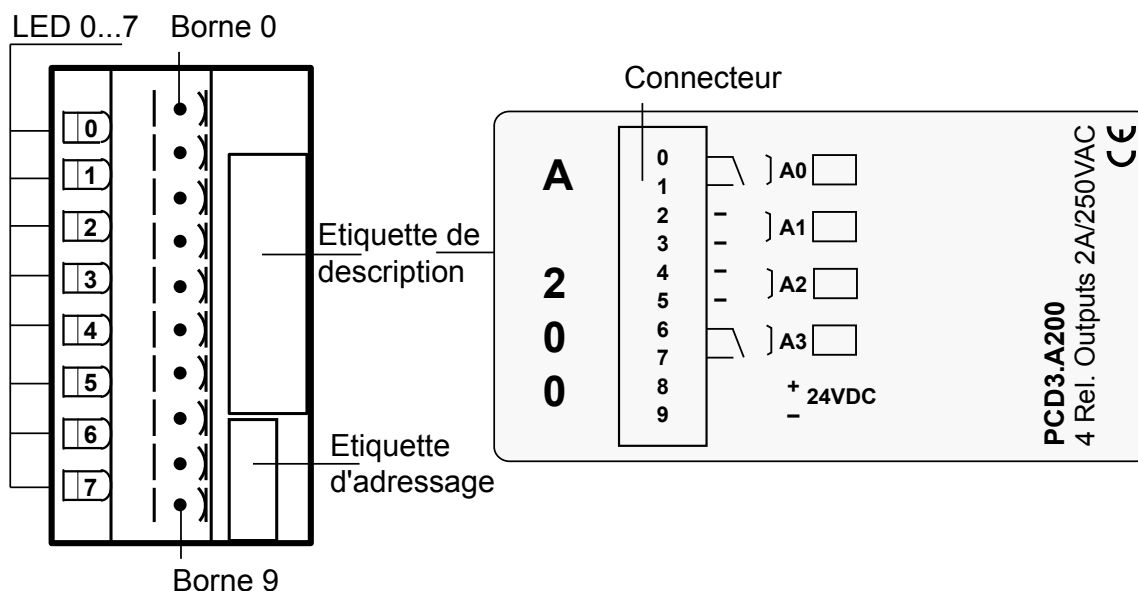 LED 0...7
Borne 0
0
1
2
3
4
5
6
7
Etiquette de
description
Etiquette
d'adressage
Borne 9
Connecteur
A
2
0
0
0
1
2
3
4
5
6
7
8
9
A0
A1
A2
A3
+
24VDC
–
PCD3.A200
4 Rel. Outputs 2A/250VAC
CE